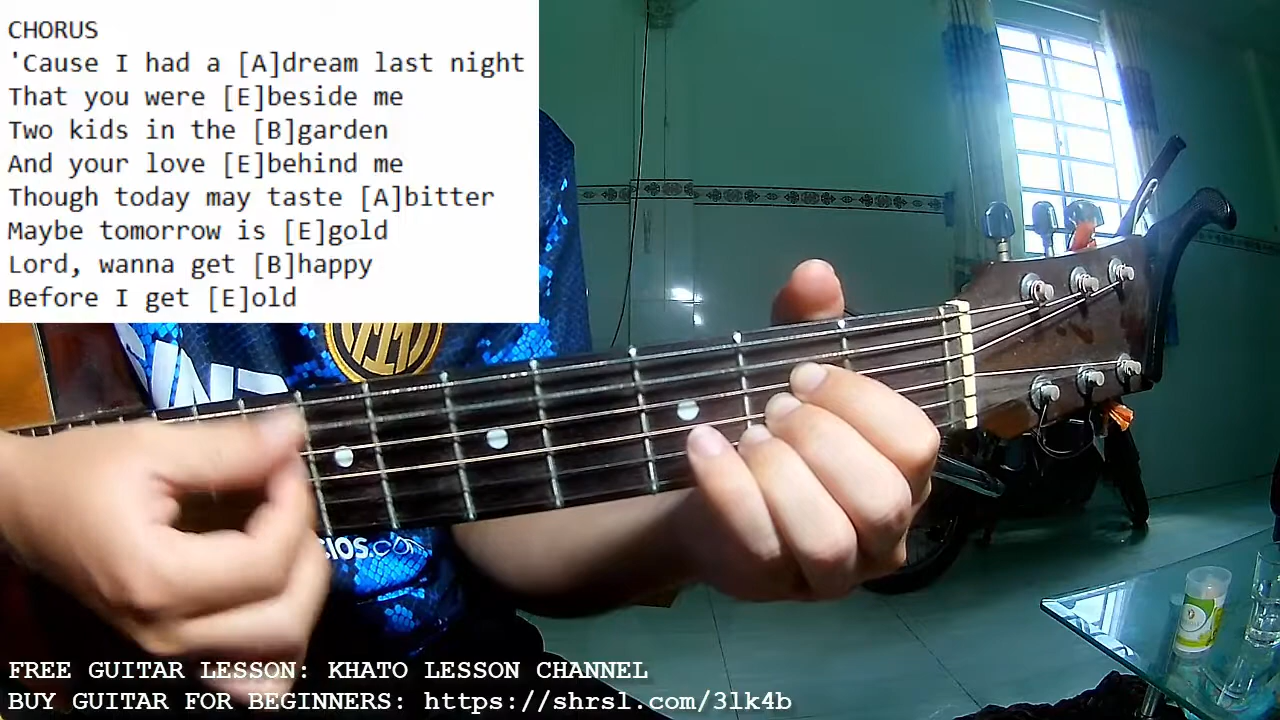 CHORUS
'Cause I had a [A]dream last night
That you were [E]beside me
Two kids in the [B]garden
And your love [E]behind me
Though today may taste [A]bitter
Maybe tomorrow is [E]gold
Lord, wanna get [B]happy
Before I get [E]old
FREE GUITAR LESSON: KHATO LESSON CHANNEL
BUY GUITAR FOR BEGINNERS: https://shrsl.com/3lk4b